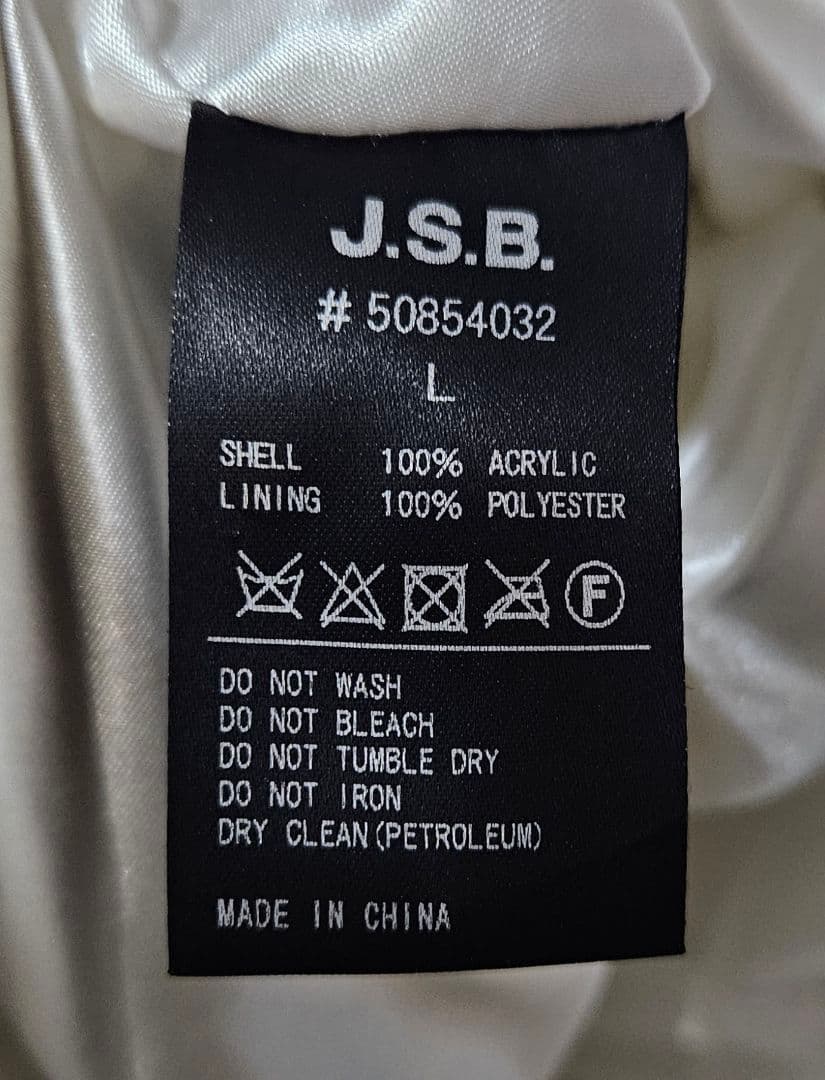 J.S.B.
# 50854032
L
SHELL 100% ACRYLIC
LINING 100% POLYESTER
F
DO NOT WASH
DO NOT BLEACH
DO NOT TUMBLE DRY
DO NOT IRON
DRY CLEAN(PETROLEUM)
MADE IN CHINA